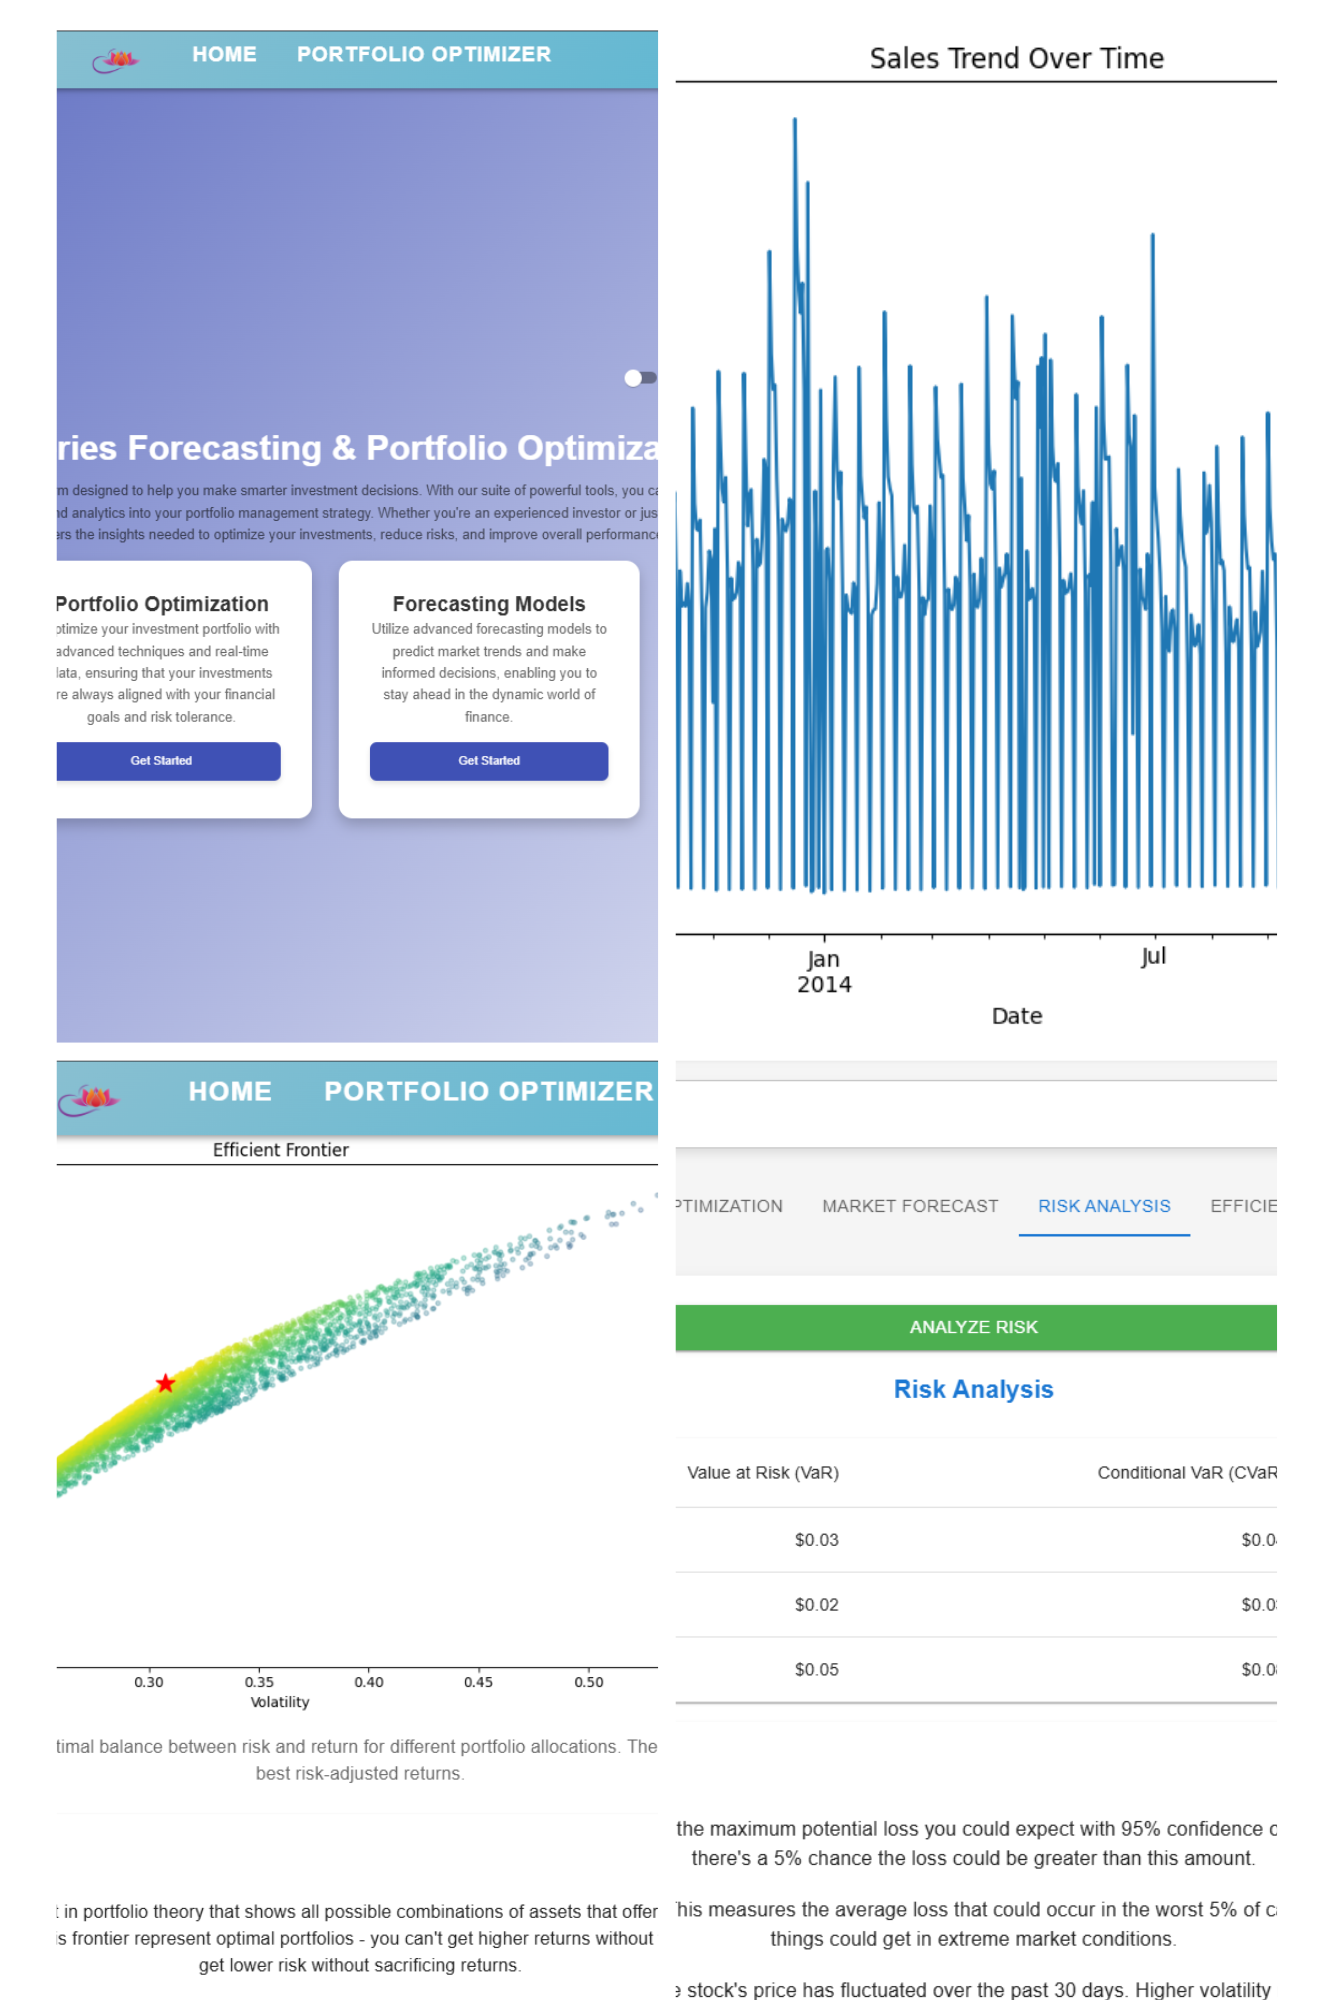 HOME PORTFOLIO OPTIMIZER
ries Forecasting & Portfolio Optimiza
m designed to help you make smarter investment decisions. With our suite of powerful tools, you ca
nd analytics into your portfolio management strategy. Whether you're an experienced investor or jus
ers the insights needed to optimize your investments, reduce risks, and improve overall performance
Portfolio Optimization
optimize your investment portfolio with
advanced techniques and real-time
data, ensuring that your investments
re always aligned with your financial
goals and risk tolerance.
Get Started
Forecasting Models
Utilize advanced forecasting models to
predict market trends and make
informed decisions, enabling you to
stay ahead in the dynamic world of
finance.
Get Started
Sales Trend Over Time
Jan
2014
Jul
Date
HOME PORTFOLIO OPTIMIZER
Efficient Frontier
0.30 0.35 0.40 0.45 0.50
Volatility
timal balance between risk and return for different portfolio allocations. The
best risk-adjusted returns.
t in portfolio theory that shows all possible combinations of assets that offer
is frontier represent optimal portfolios - you can't get higher returns without
get lower risk without sacrificing returns.
PTIMIZATION MARKET FORECAST RISK ANALYSIS EFFICIE
ANALYZE RISK
Risk Analysis
Value at Risk (VaR) Conditional VaR (CVaR
$0.03 $0.0
$0.02 $0.0
$0.05 $0.0
the maximum potential loss you could expect with 95% confidence o
there's a 5% chance the loss could be greater than this amount.
This measures the average loss that could occur in the worst 5% of ca
things could get in extreme market conditions.
e stock's price has fluctuated over the past 30 days. Higher volatility